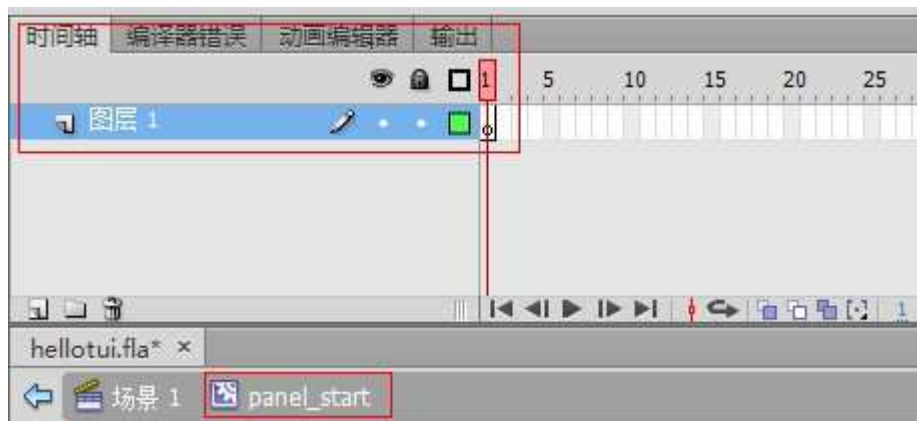 时间轴 编译器错误 动画编辑器 输出
1 5 10 15 20 25
图层 1
1
hellotui.fla* ×
场景 1 panel_start